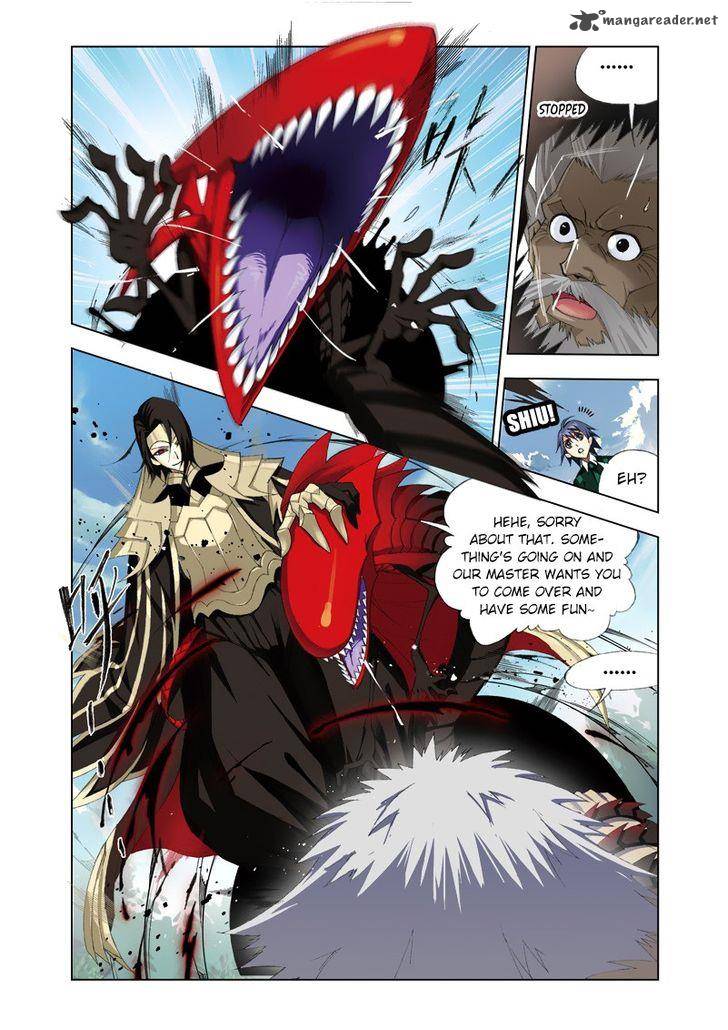 mangareader.net
......
STOPPED
SHIU!
EH?
HEHE, SORRY
ABOUT THAT. SOME-
THING'S GOING ON AND
OUR MASTER WANTS YOU
TO COME OVER AND
HAVE SOME FUN~
......